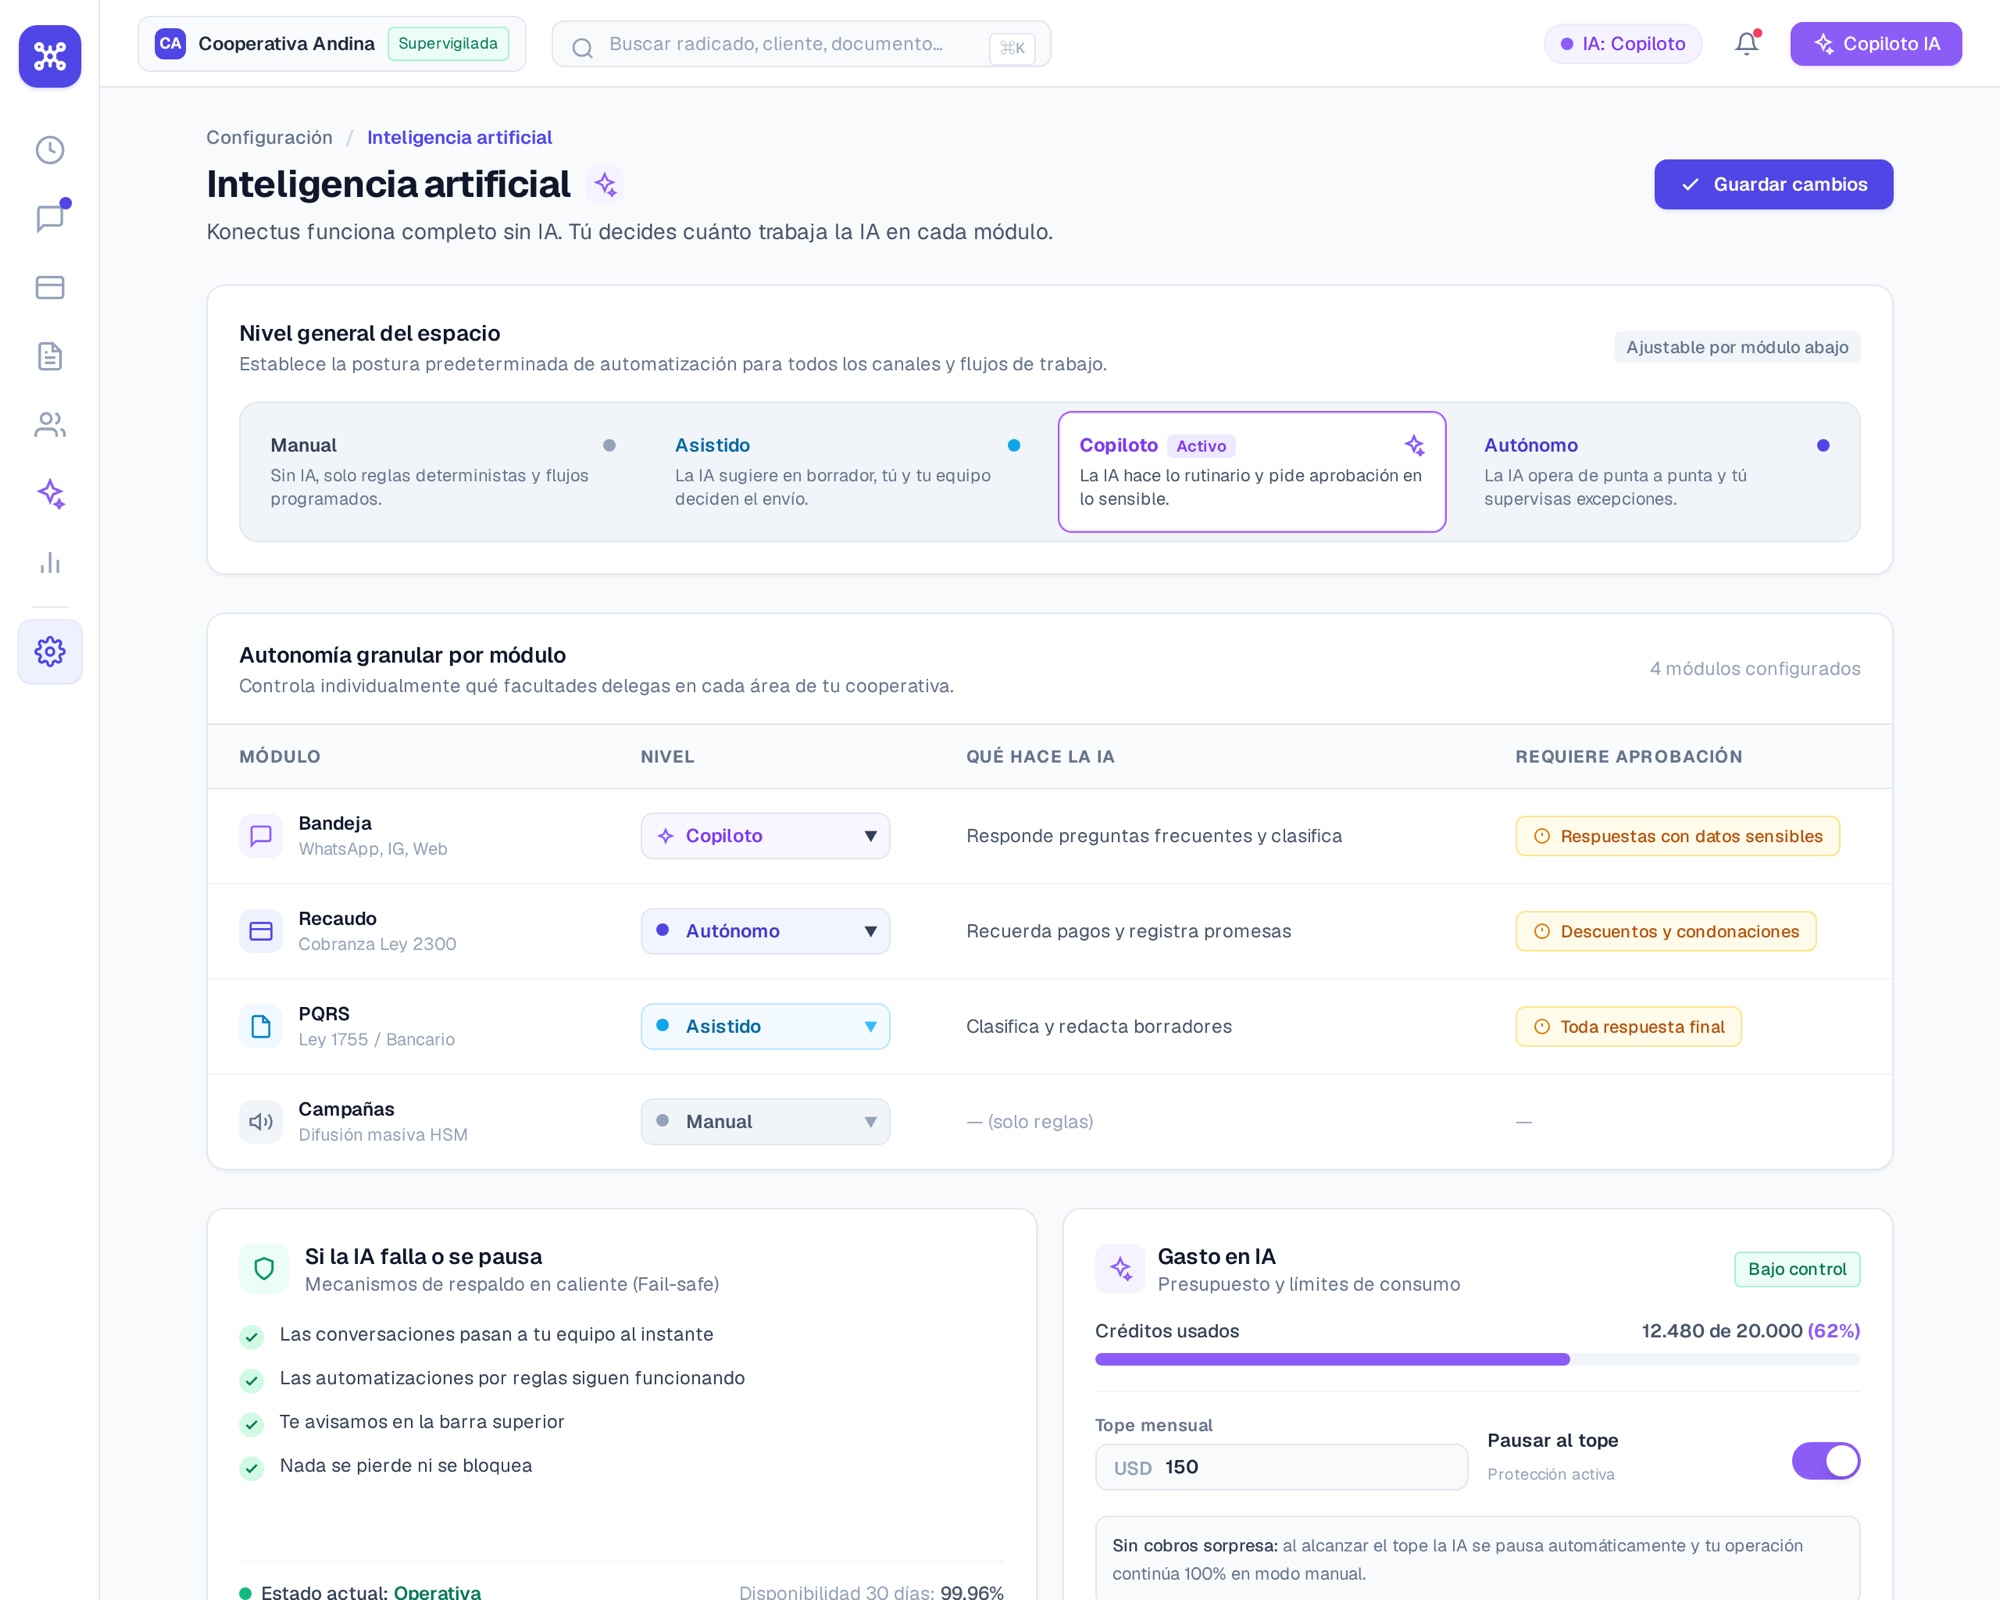 CA Cooperativa Andina Supervigilada
Buscar radicado, cliente, documento... ⌘K
IA: Copiloto
Copiloto IA
Configuración / Inteligencia artificial
Inteligencia artificial
Guardar cambios
Konectus funciona completo sin IA. Tú decides cuánto trabaja la IA en cada módulo.
Nivel general del espacio
Establece la postura predeterminada de automatización para todos los canales y flujos de trabajo.
Ajustable por módulo abajo
Manual
Sin IA, solo reglas deterministas y flujos
programados.
Asistido
La IA sugiere en borrador, tú y tu equipo
deciden el envío.
Copiloto Activo
La IA hace lo rutinario y pide aprobación en
lo sensible.
Autónomo
La IA opera de punta a punta y tú
supervisas excepciones.
Autonomía granular por módulo
Controla individualmente qué facultades delegas en cada área de tu cooperativa.
4 módulos configurados
MÓDULO NIVEL QUÉ HACE LA IA REQUIERE APROBACIÓN
Bandeja
WhatsApp, IG, Web
Copiloto
Responde preguntas frecuentes y clasifica
Respuestas con datos sensibles
Recaudo
Cobranza Ley 2300
Autónomo
Recuerda pagos y registra promesas
Descuentos y condonaciones
PQRS
Ley 1755 / Bancario
Asistido
Clasifica y redacta borradores
Toda respuesta final
Campañas
Difusión masiva HSM
Manual
— (solo reglas)
—
Si la IA falla o se pausa
Mecanismos de respaldo en caliente (Fail-safe)
Las conversaciones pasan a tu equipo al instante
Las automatizaciones por reglas siguen funcionando
Te avisamos en la barra superior
Nada se pierde ni se bloquea
Estado actual: Operativa
Disponibilidad 30 días: 99.96%
Gasto en IA
Presupuesto y límites de consumo
Bajo control
Créditos usados
12.480 de 20.000 (62%)
Tope mensual
USD 150
Pausar al tope
Protección activa
Sin cobros sorpresa: al alcanzar el tope la IA se pausa automáticamente y tu operación
continúa 100% en modo manual.